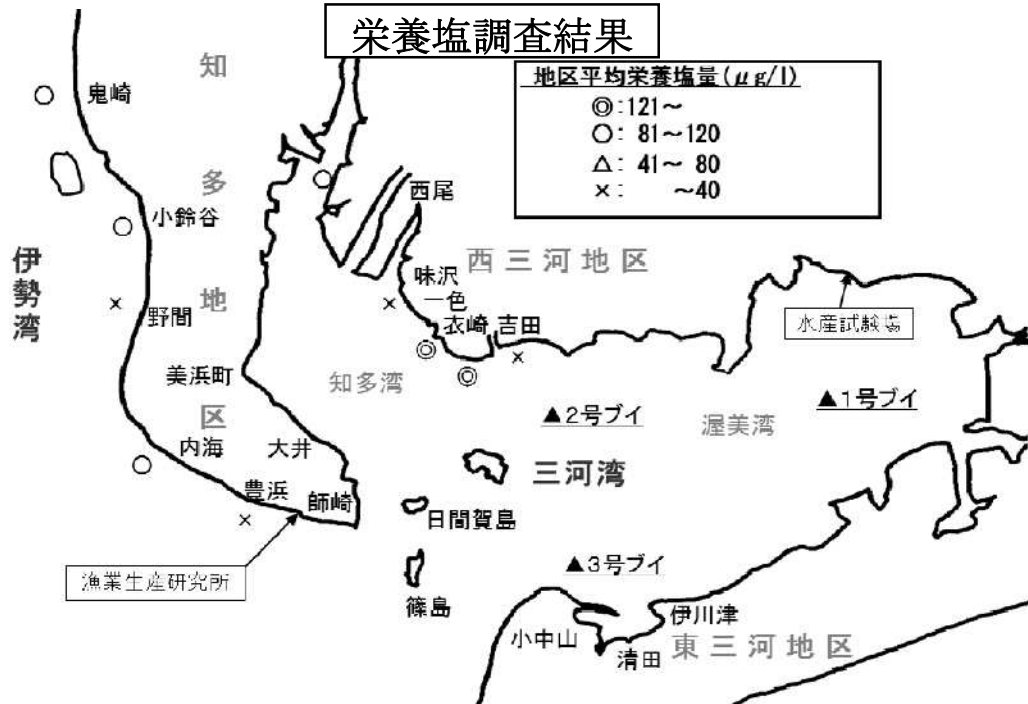 栄養塩調査結果
地区平均栄養塩量(μg/l)
◎:121~
○: 81~120
△: 41~ 80
×: ~40
知多地区
鬼崎
小鈴谷
伊勢湾
野間
美浜町
内海
大井
豊浜
師崎
漁業生産研究所
西尾
西三河地区
味沢
一色
衣崎
吉田
水産試験場
知多湾
▲2号ブイ
▲1号ブイ
渥美湾
三河湾
日間賀島
篠島
▲3号ブイ
小中山
伊川津
清田
東三河地区